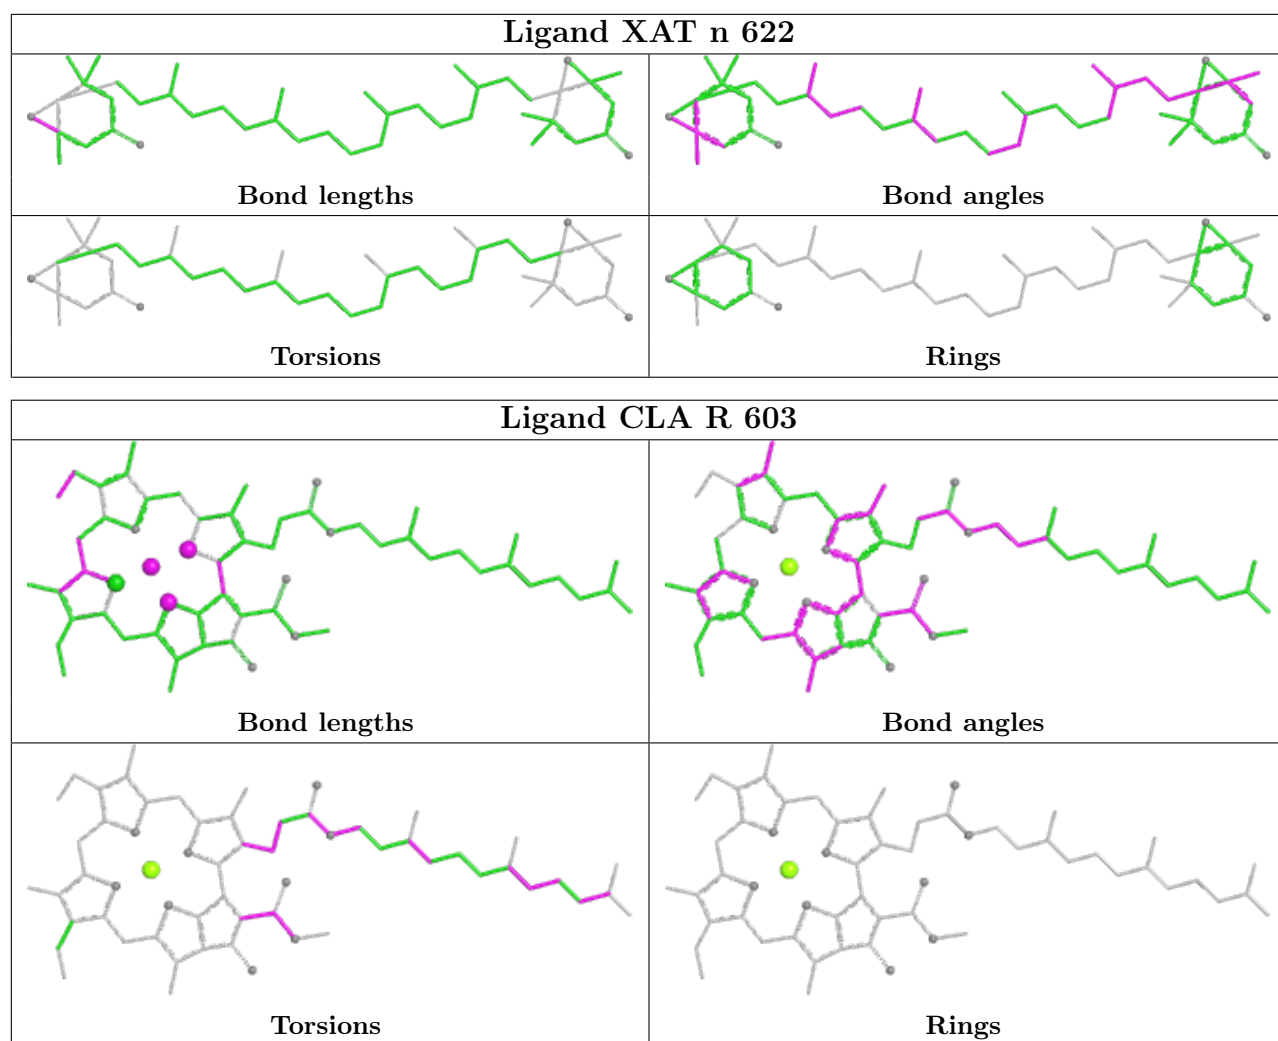 Ligand XAT n 622
Bond lengths
Bond angles
Torsions
Rings
Ligand CLA R 603
Bond lengths
Bond angles
Torsions
Rings